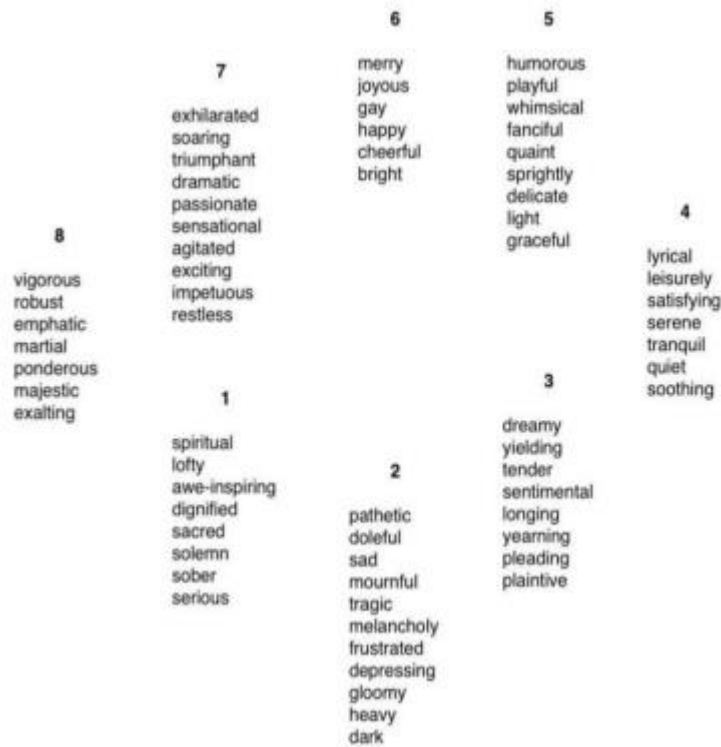 6
merry
joyous
gay
happy
cheerful
bright
5
humorous
playful
whimsical
fanciful
quaint
sprightly
delicate
light
graceful
7
exhilarated
soaring
triumphant
dramatic
passionate
sensational
agitated
exciting
impetuous
restless
4
lyrical
leisurely
satisfying
serene
tranquil
quiet
soothing
8
vigorous
robust
emphatic
martial
ponderous
majestic
exalting
1
spiritual
lofty
awe-inspiring
dignified
sacred
solemn
sober
serious
3
dreamy
yielding
tender
sentimental
longing
yearning
pleading
plaintive
2
pathetic
doleful
sad
mournful
tragic
melancholy
frustrated
depressing
gloomy
heavy
dark